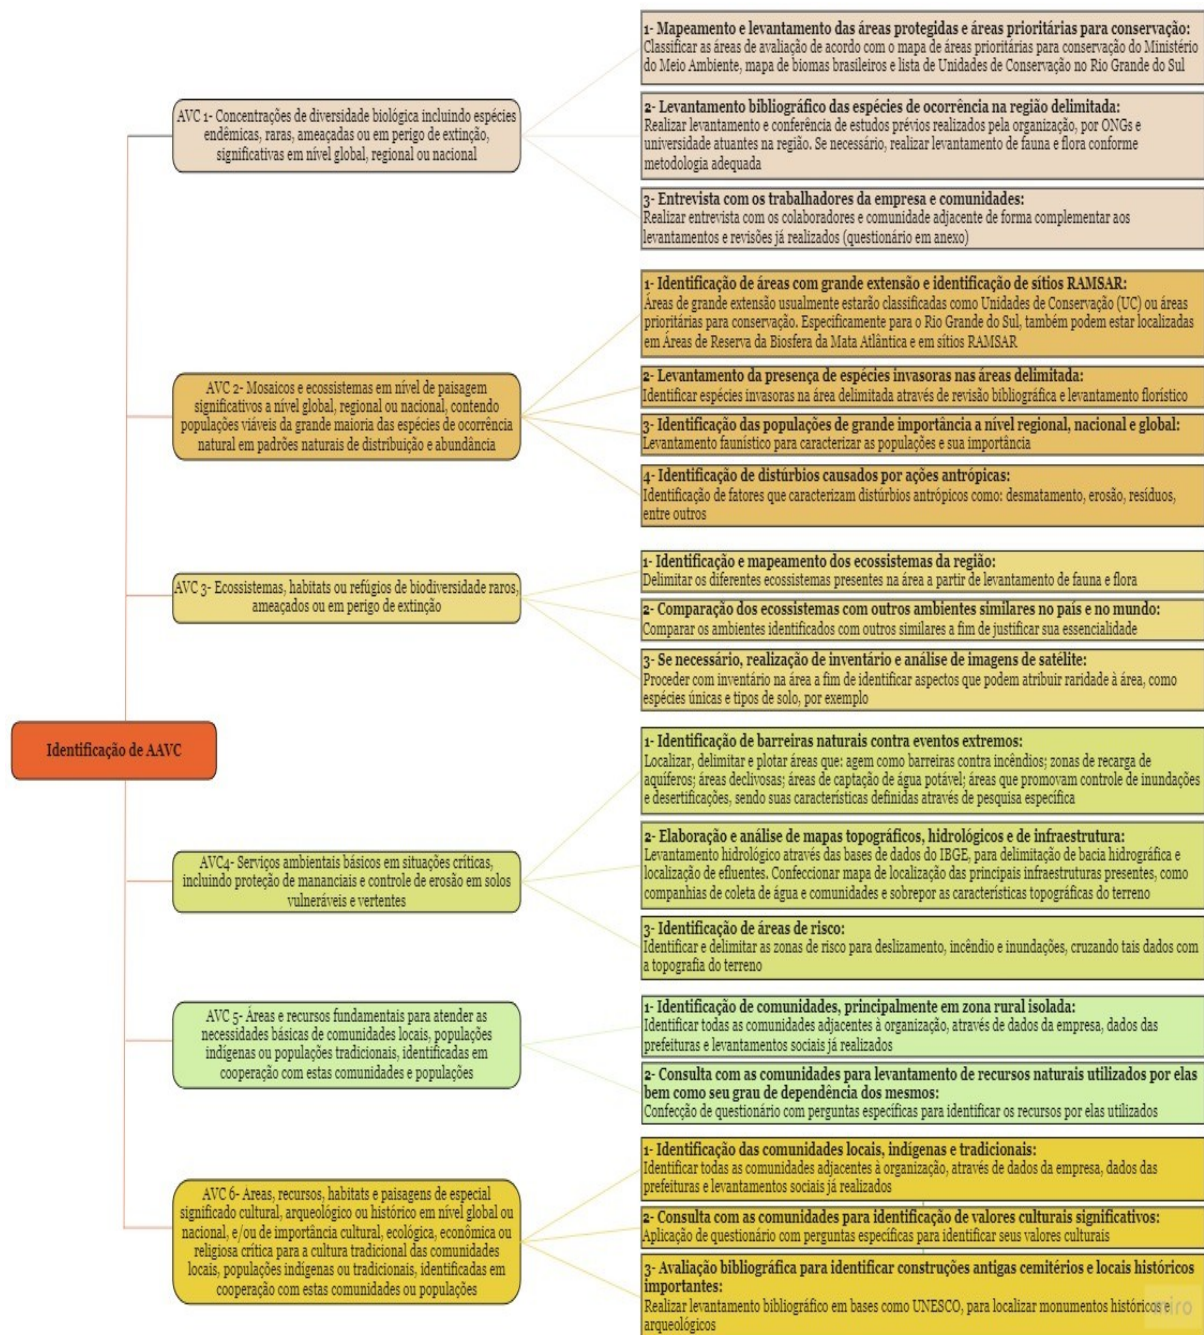 Identificação de AAVC
AVC 1- Concentrações de diversidade biológica incluindo espécies
endêmicas, raras, ameaçadas ou em perigo de extinção,
significativas em nível global, regional ou nacional
1- Mapeamento e levantamento das áreas protegidas e áreas prioritárias para conservação:
Classificar as áreas de avaliação de acordo com o mapa de áreas prioritárias para conservação do Ministério
do Meio Ambiente, mapa de biomas brasileiros e lista de Unidades de Conservação no Rio Grande do Sul
2- Levantamento bibliográfico das espécies de ocorrência na região delimitada:
Realizar levantamento e conferência de estudos prévios realizados pela organização, por ONGs e
universidade atuantes na região. Se necessário, realizar levantamento de fauna e flora conforme
metodologia adequada
3- Entrevista com os trabalhadores da empresa e comunidades:
Realizar entrevista com os colaboradores e comunidade adjacente de forma complementar aos
levantamentos e revisões já realizados (questionário em anexo)
AVC 2- Mosaicos e ecossistemas em nível de paisagem
significativos a nível global, regional ou nacional, contendo
populações viáveis da grande maioria das espécies de ocorrência
natural em padrões naturais de distribuição e abundância
1- Identificação de áreas com grande extensão e identificação de sítios RAMSAR:
Áreas de grande extensão usualmente estarão classificadas como Unidades de Conservação (UC) ou áreas
prioritárias para conservação. Especificamente para o Rio Grande do Sul, também podem estar localizadas
em Áreas de Reserva da Biosfera da Mata Atlântica e em sítios RAMSAR
2- Levantamento da presença de espécies invasoras nas áreas delimitada:
Identificar espécies invasoras na área delimitada através de revisão bibliográfica e levantamento florístico
3- Identificação das populações de grande importância a nível regional, nacional e global:
Levantamento faunístico para caracterizar as populações e sua importância
4- Identificação de distúrbios causados por ações antrópicas:
Identificação de fatores que caracterizam distúrbios antrópicos como: desmatamento, erosão, resíduos,
entre outros
AVC 3- Ecossistemas, habitats ou refúgios de biodiversidade raros,
ameaçados ou em perigo de extinção
1- Identificação e mapeamento dos ecossistemas da região:
Delimitar os diferentes ecossistemas presentes na área a partir de levantamento de fauna e flora
2- Comparação dos ecossistemas com outros ambientes similares no país e no mundo:
Comparar os ambientes identificados com outros similares a fim de justificar sua essencialidade
3- Se necessário, realização de inventário e análise de imagens de satélite:
Proceder com inventário na área a fim de identificar aspectos que podem atribuir raridade à área, como
espécies únicas e tipos de solo, por exemplo
AVC4- Serviços ambientais básicos em situações críticas,
incluindo proteção de mananciais e controle de erosão em solos
vulneráveis e vertentes
1- Identificação de barreiras naturais contra eventos extremos:
Localizar, delimitar e plotar áreas que: agem como barreiras contra incêndios; zonas de recarga de
aquíferos; áreas declivosas; áreas de captação de água potável; áreas que promovam controle de inundações
e desertificações, sendo suas características definidas através de pesquisa específica
2- Elaboração e análise de mapas topográficos, hidrológicos e de infraestrutura:
Levantamento hidrológico através das bases de dados do IBGE, para delimitação de bacia hidrográfica e
localização de efluentes. Confeccionar mapa de localização das principais infraestruturas presentes, como
companhias de coleta de água e comunidades e sobrepor as características topográficas do terreno
3- Identificação de áreas de risco:
Identificar e delimitar as zonas de risco para deslizamento, incêndio e inundações, cruzando tais dados com
a topografia do terreno
AVC 5- Áreas e recursos fundamentais para atender as
necessidades básicas de comunidades locais, populações
indígenas ou populações tradicionais, identificadas em
cooperação com estas comunidades e populações
1- Identificação de comunidades, principalmente em zona rural isolada:
Identificar todas as comunidades adjacentes à organização, através de dados da empresa, dados das
prefeituras e levantamentos sociais já realizados
2- Consulta com as comunidades para levantamento de recursos naturais utilizados por elas
bem como seu grau de dependência dos mesmos:
Confecção de questionário com perguntas específicas para identificar os recursos por elas utilizados
AVC 6- Áreas, recursos, habitats e paisagens de especial
significado cultural, arqueológico ou histórico em nível global ou
nacional, e/ou de importância cultural, ecológica, econômica ou
religiosa crítica para a cultura tradicional das comunidades
locais, populações indígenas ou tradicionais, identificadas em
cooperação com estas comunidades ou populações
1- Identificação das comunidades locais, indígenas e tradicionais:
Identificar todas as comunidades adjacentes à organização, através de dados da empresa, dados das
prefeituras e levantamentos sociais já realizados
2- Consulta com as comunidades para identificação de valores culturais significativos:
Aplicação de questionário com perguntas específicas para identificar seus valores culturais
3- Avaliação bibliográfica para identificar construções antigas cemitérios e locais históricos
importantes:
Realizar levantamento bibliográfico em bases como UNESCO, para localizar monumentos históricos e
arqueológicos
miro